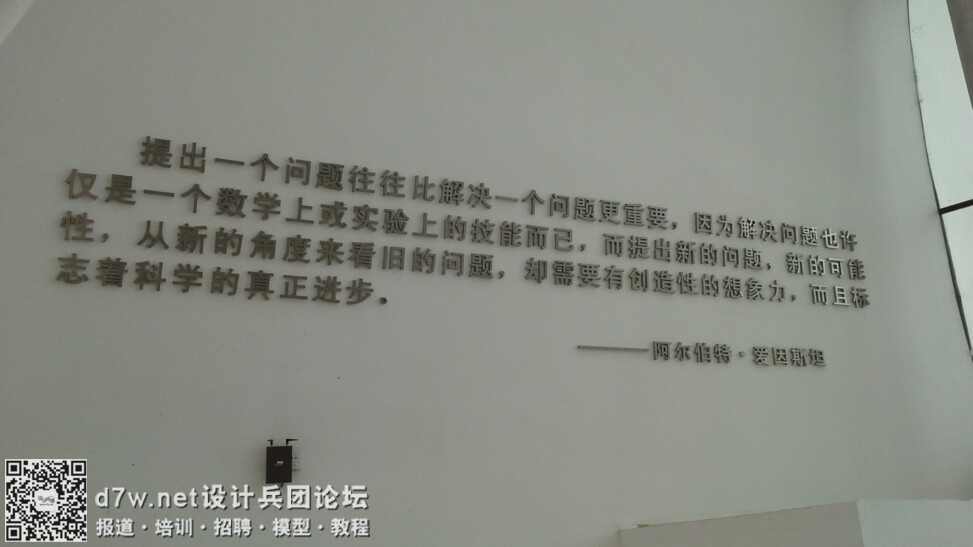 提出一个问题往往比解决一个问题更重要，因为解决问题也许
仅是一个数学上或实验上的技能而已，而提出新的问题，新的可能
性，从新的角度来看旧的问题，却需要有创造性的想象力，而且标
志着科学的真正进步。
——阿尔伯特·爱因斯坦
d7w.net设计兵团论坛
报道·培训·招聘·模型·教程